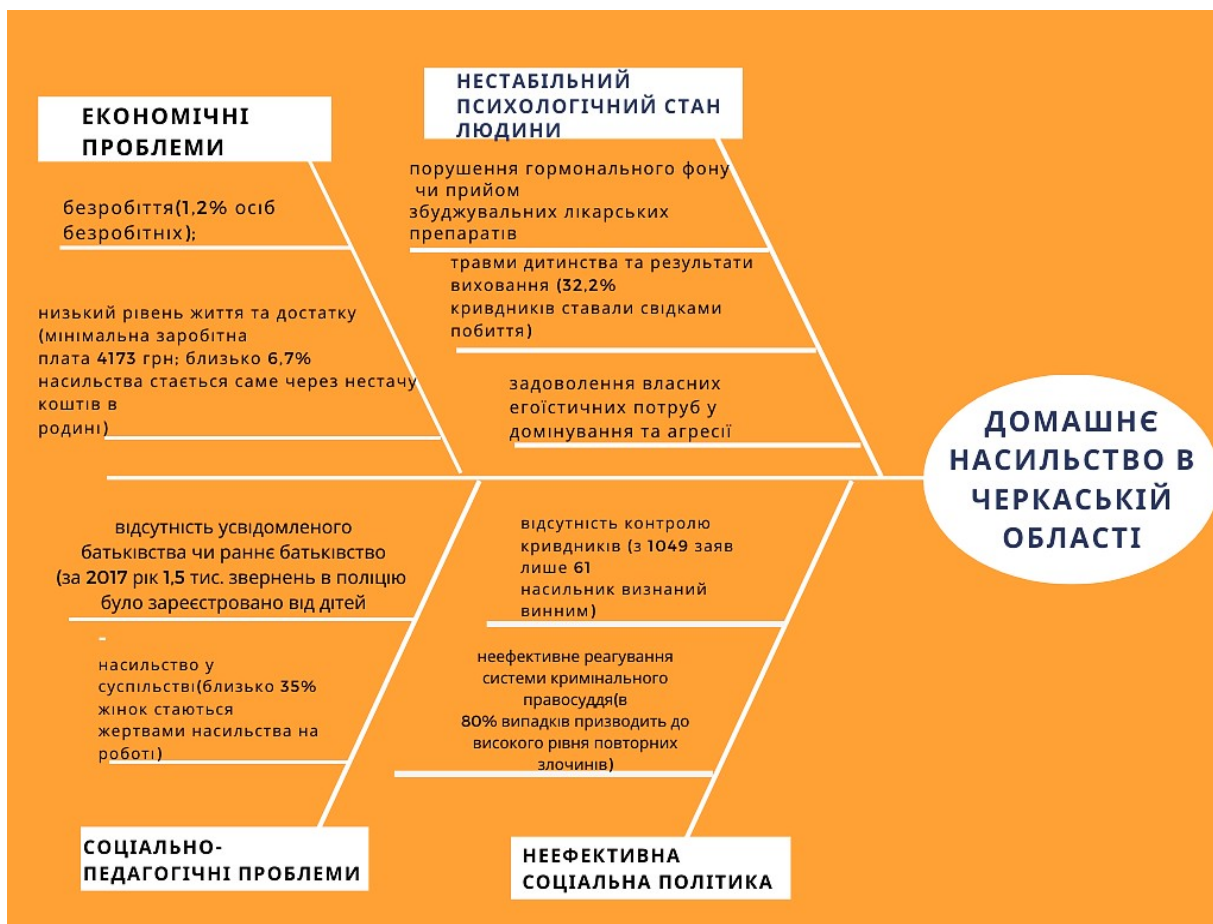 ЕКОНОМІЧНІ
ПРОБЛЕМИ
безробіття(1,2% осіб
безробітніх);
низький рівень життя та достатку
(мінімальна заробітна
плата 4173 грн; близько 6,7%
насильства стається саме через нестачу
коштів в
родині)
НЕСТАБІЛЬНИЙ
ПСИХОЛОГІЧНИЙ СТАН
ЛЮДИНИ
порушення гормонального фону
чи прийом
збуджувальних лікарських
препаратів
травми дитинства та результати
виховання (32,2%
кривдників ставали свідками
побиття)
задоволення власних
егоїстичних потруб у
домінування та агресії
ДОМАШНЄ
НАСИЛЬСТВО В
ЧЕРКАСЬКІЙ
ОБЛАСТІ
відсутність усвідомленого
батьківства чи раннє батьківство
(за 2017 рік 1,5 тис. звернень в поліцію
було зареєстровано від дітей
-
насильство у
суспільстві(близько 35%
жінок стаються
жертвами насильства на
роботі)
СОЦІАЛЬНО-
ПЕДАГОГІЧНІ ПРОБЛЕМИ
відсутність контролю
кривдників (з 1049 заяв
лише 61
насильник визнаний
винним)
неефективне реагування
системи кримінального
правосуддя(в
80% випадків призводить до
високого рівня повторних
злочинів)
НЕЕФЕКТИВНА
СОЦІАЛЬНА ПОЛІТИКА